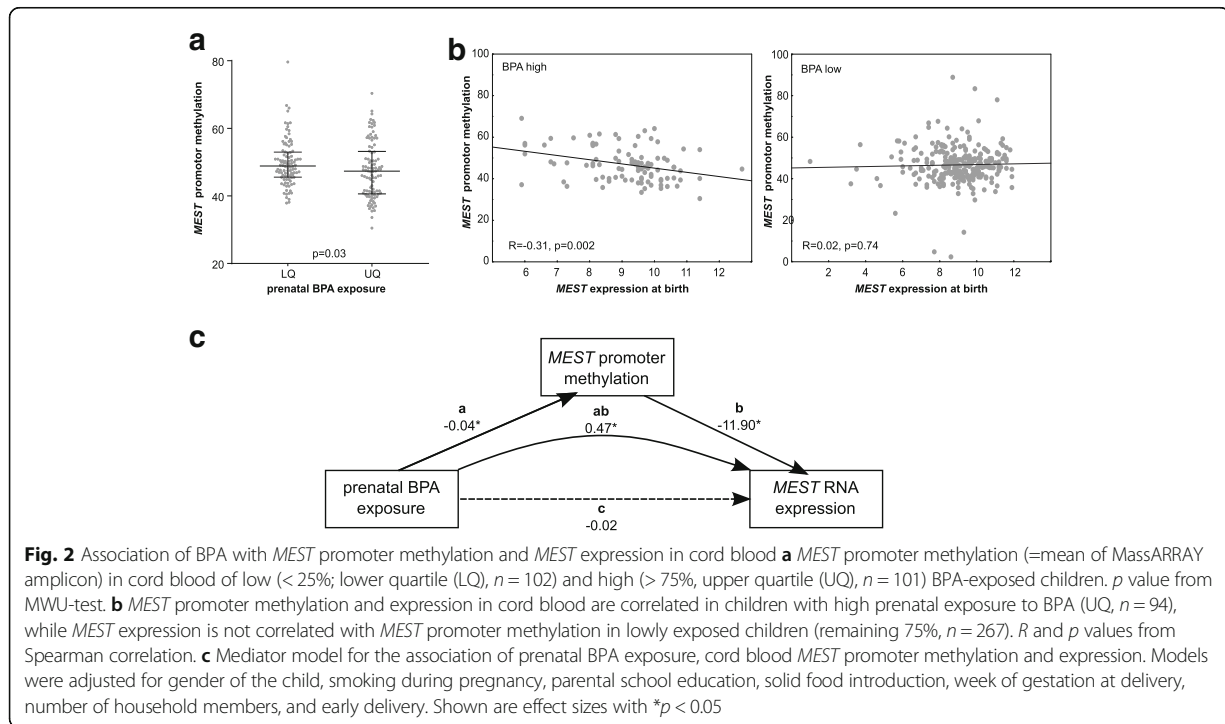 a
80
60
40
20
MEST promotor methylation
p=0.03
LQ UQ
prenatal BPA exposure
b
100
80
60
40
20
0
MEST promotor methylation
BPA high
R=-0.31, p=0.002
5 6 7 8 9 10 11 12
MEST expression at birth
100
80
60
40
20
0
MEST promotor methylation
BPA low
R=0.02, p=0.74
2 4 6 8 10 12
MEST expression at birth
c
MEST promoter
methylation
a
-0.04*
ab
0.47*
b
-11.90*
prenatal BPA
exposure
MEST RNA
expression
c
-0.02
Fig. 2 Association of BPA with MEST promoter methylation and MEST expression in cord blood a MEST promoter methylation (=mean of MassARRAY
amplicon) in cord blood of low (< 25%; lower quartile (LQ), n = 102) and high (> 75%, upper quartile (UQ), n = 101) BPA-exposed children. p value from
MWU-test. b MEST promoter methylation and expression in cord blood are correlated in children with high prenatal exposure to BPA (UQ, n = 94),
while MEST expression is not correlated with MEST promoter methylation in lowly exposed children (remaining 75%, n = 267). R and p values from
Spearman correlation. c Mediator model for the association of prenatal BPA exposure, cord blood MEST promoter methylation and expression. Models
were adjusted for gender of the child, smoking during pregnancy, parental school education, solid food introduction, week of gestation at delivery,
number of household members, and early delivery. Shown are effect sizes with *p < 0.05